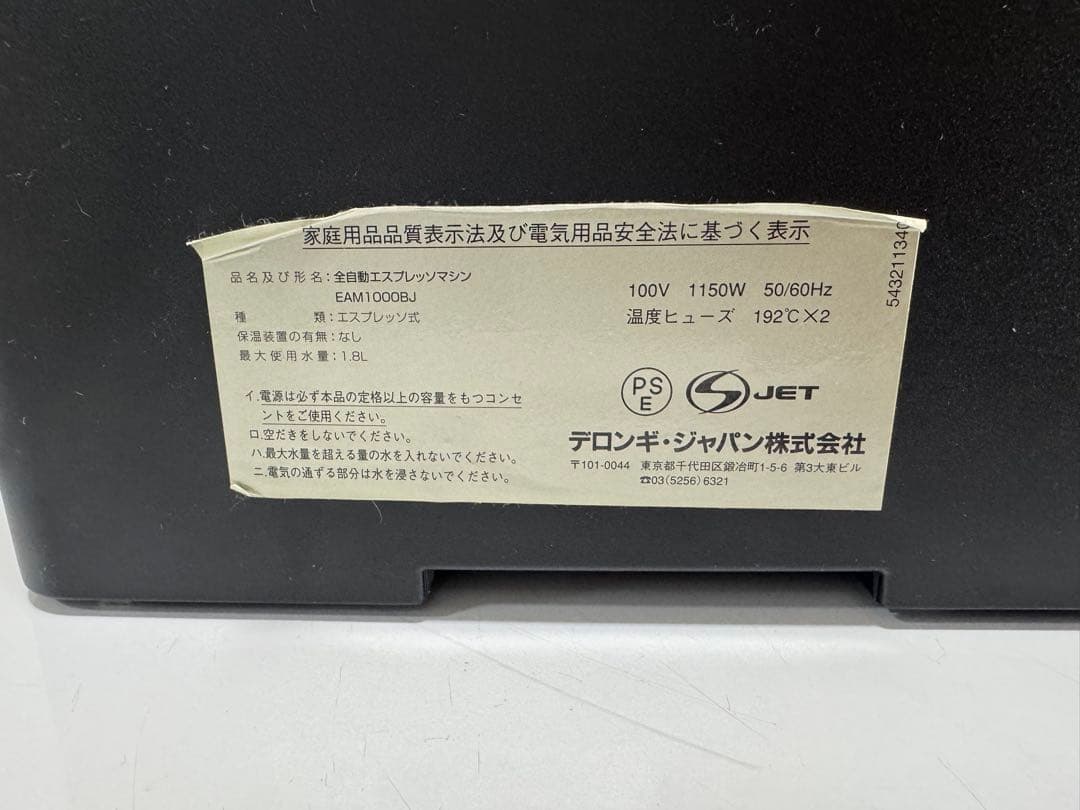 家庭用品品質表示法及び電気用品安全法に基づく表示
品名及び形名：全自動エスプレッソマシン
EAM1000BJ
種類：エスプレッソ式
保温装置の有無：なし
最大使用水量：1.8L
イ.電源は必ず本品の定格以上の容量をもつコンセ
ントをご使用ください。
ロ.空だきをしないでください。
ハ.最大水量を超える量の水を入れないでください。
ニ.電気の通ずる部分は水を浸さないでください。
100V 1150W 50/60Hz
温度ヒューズ 192℃×2
PS
E
JET
デロンギ・ジャパン株式会社
〒101-0044 東京都千代田区鍛冶町1-5-6 第3大東ビル
☎03(5256)6321
543211340